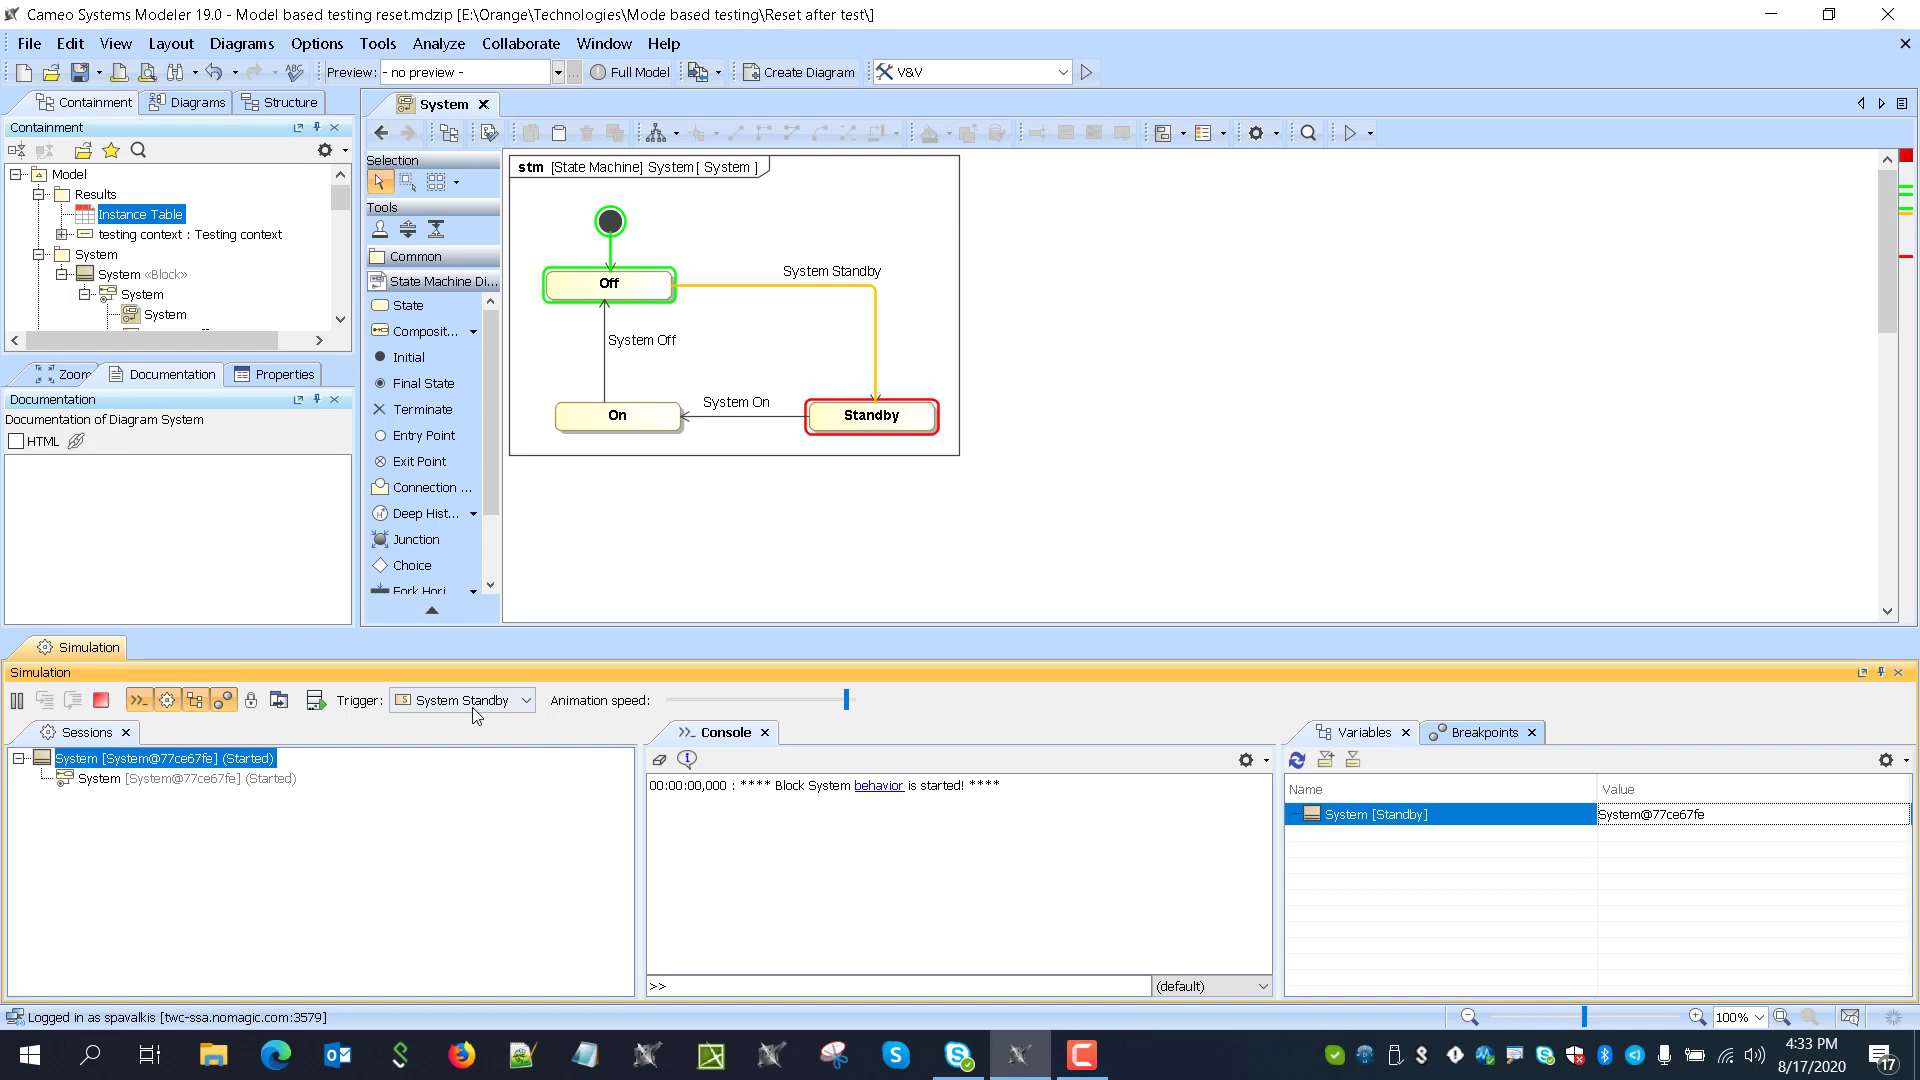 Cameo Systems Modeler 19.0 - Model based testing reset.mdzip [E:\Orange\Technologies\Mode based testing\Reset after test\]
File Edit View Layout Diagrams Options Tools Analyze Collaborate Window Help
Preview: - no preview - ... Full Model Create Diagram V&V
Containment Diagrams Structure
Containment
Model
Results
Instance Table
testing context : Testing context
System
System «Block»
System
System
Zoom Documentation Properties
Documentation
Documentation of Diagram System
HTML
System
Selection
Tools
Common
State Machine Di...
State
Composit...
Initial
Final State
Terminate
Entry Point
Exit Point
Connection ...
Deep Hist...
Junction
Choice
Fork Hori...
stm [State Machine] System [ System ]
Off
System Standby
System Off
On
System On
Standby
Simulation
Simulation
Trigger: System Standby Animation speed:
Sessions
System [System@77ce67fe] (Started)
System [System@77ce67fe] (Started)
Console
00:00:00,000 : **** Block System behavior is started! ****
>>
(default)
Variables Breakpoints
Name Value
System [Standby] System@77ce67fe
Logged in as spavalkis [twc-ssa.nomagic.com:3579]
100%
4:33 PM
8/17/2020
17